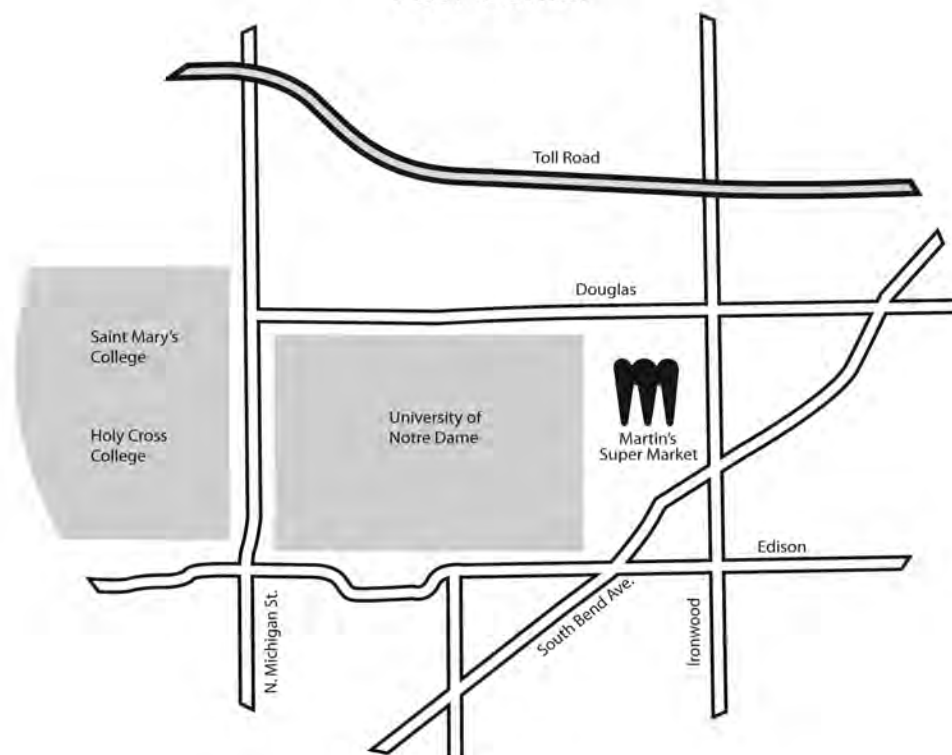 Toll Road
Douglas
Saint Mary's
College
University of
Notre Dame
Holy Cross
College
Martin's
Super Market
Edison
N. Michigan St.
South Bend Ave.
Ironwood